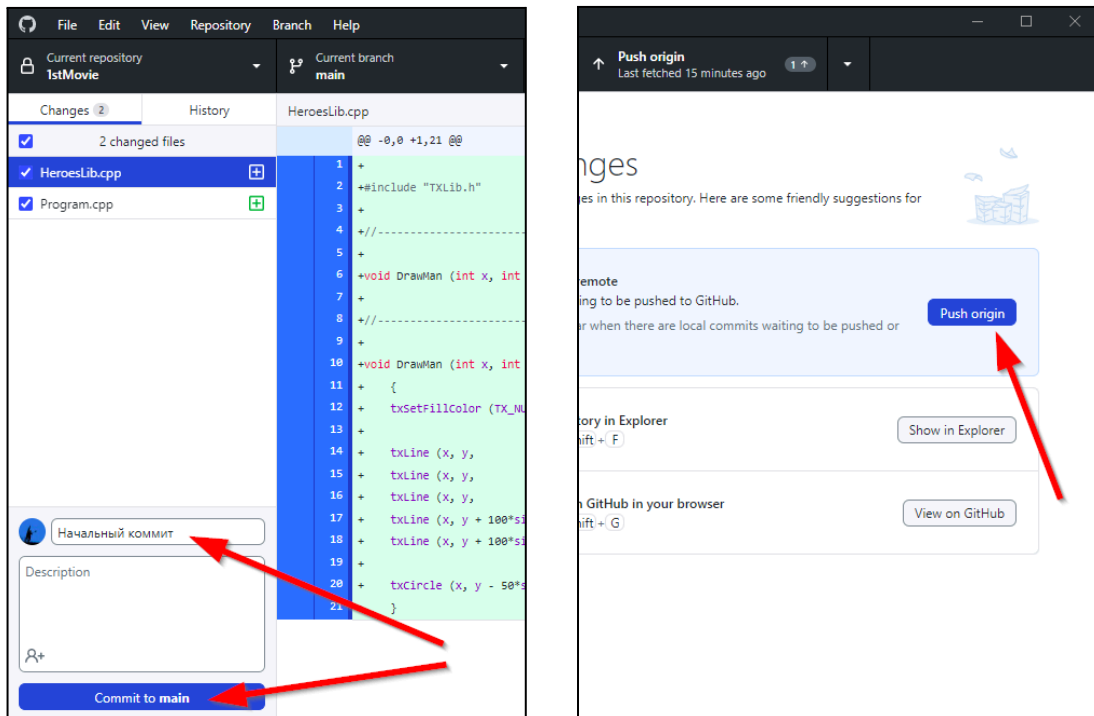 File Edit View Repository Branch Help
Current repository
1stMovie
Current branch
main
Changes 2 History
HeroesLib.cpp
2 changed files
@@ -0,0 +1,21 @@
HeroesLib.cpp
Program.cpp
1 +
2 +#include "TXLib.h"
3 +
4 +//------------------------
5 +
6 +void DrawMan (int x, int
7 +
8 +//------------------------
9 +
10 +void DrawMan (int x, int
11 + {
12 + txSetFillColor (TX_NU
13 +
14 + txLine (x, y,
15 + txLine (x, y,
16 + txLine (x, y,
17 + txLine (x, y + 100*si
18 + txLine (x, y + 100*si
19 +
20 + txCircle (x, y - 50*s
21 + }
Начальный коммит
Description
Commit to main
Push origin
Last fetched 15 minutes ago
1
nges
es in this repository. Here are some friendly suggestions for
emote
ing to be pushed to GitHub.
r when there are local commits waiting to be pushed or
Push origin
tory in Explorer
ift + F
Show in Explorer
n GitHub in your browser
ift + G
View on GitHub